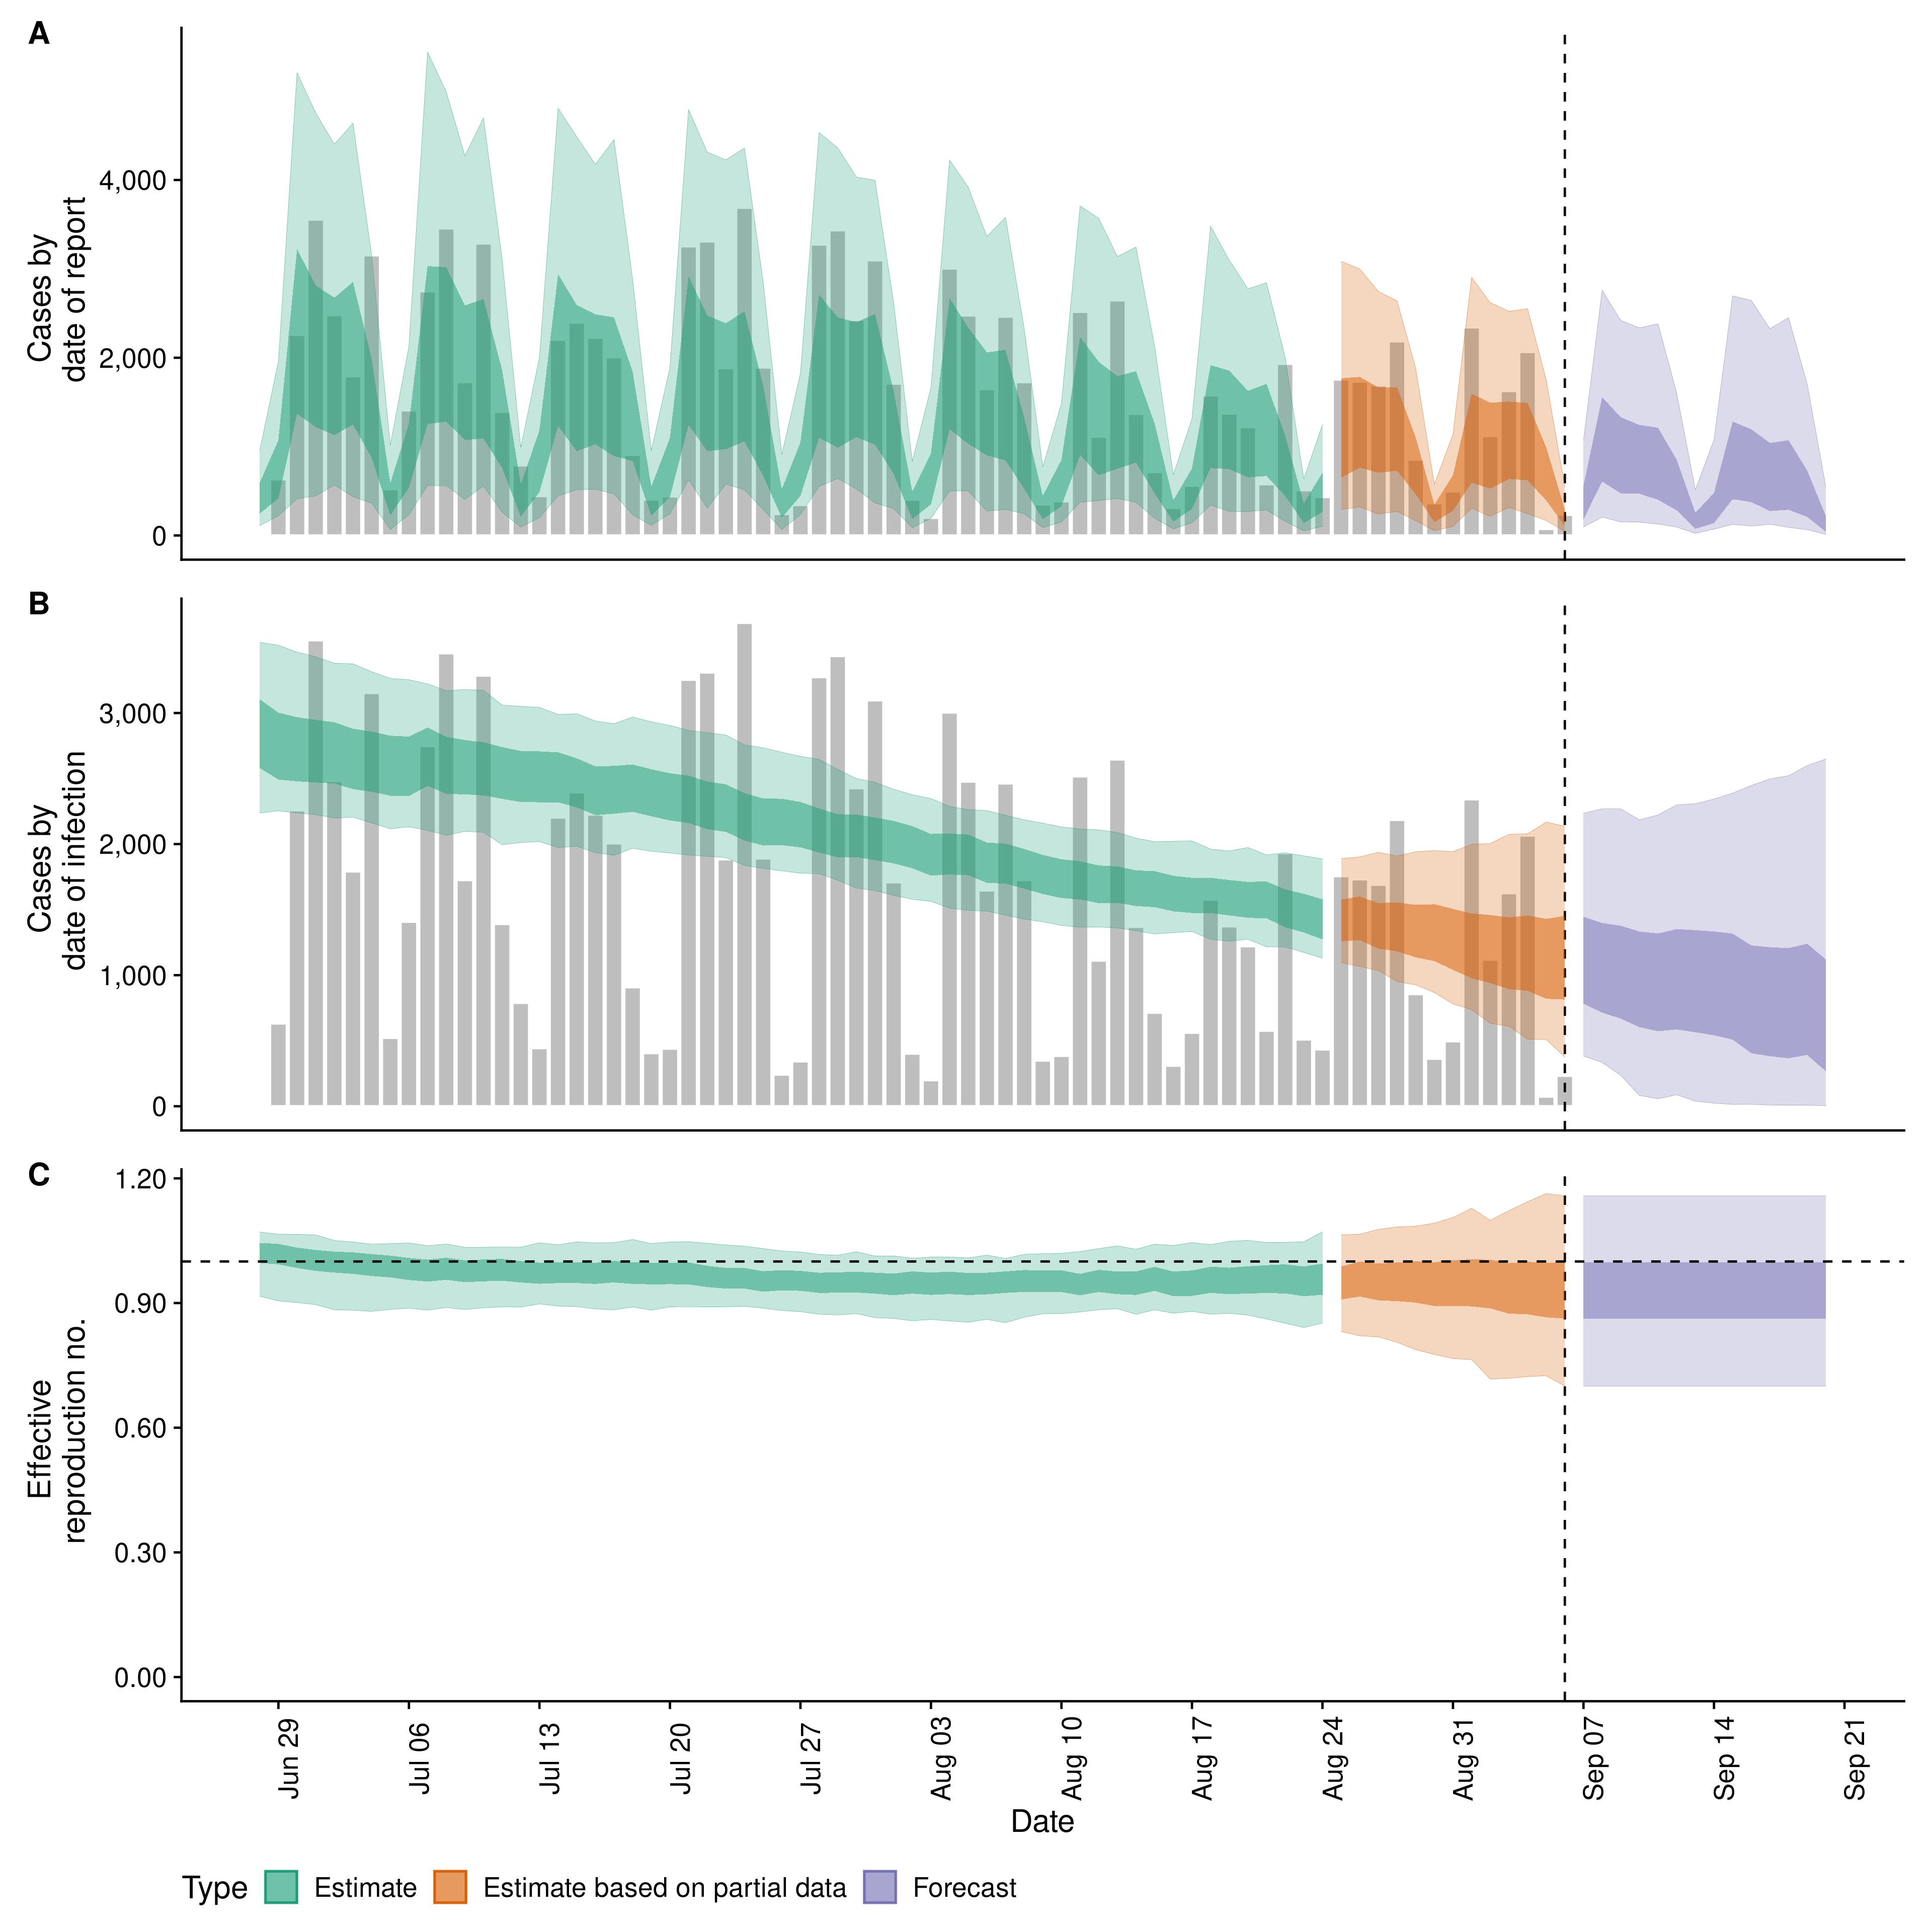 A
Cases by
date of report
4,000
2,000
0
B
Cases by
date of infection
3,000
2,000
1,000
0
C
Effective
reproduction no.
1.20
0.90
0.60
0.30
0.00
Jun 29
Jul 06
Jul 13
Jul 20
Jul 27
Aug 03
Aug 10
Aug 17
Aug 24
Aug 31
Sep 07
Sep 14
Sep 21
Date
Type Estimate Estimate based on partial data Forecast